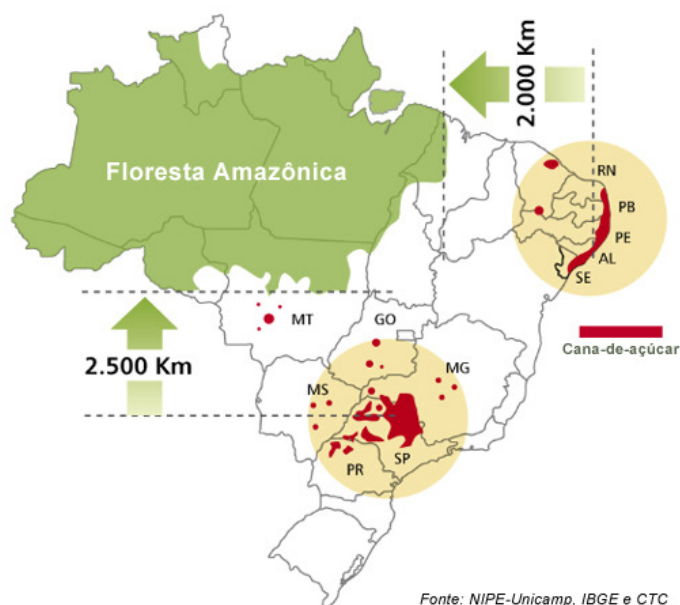 2.000 Km
Floresta Amazônica
RN
PB
PE
AL
SE
Cana-de-açúcar
2.500 Km
MT
GO
MG
MS
SP
PR
Fonte: NIPE-Unicamp, IBGE e CTC